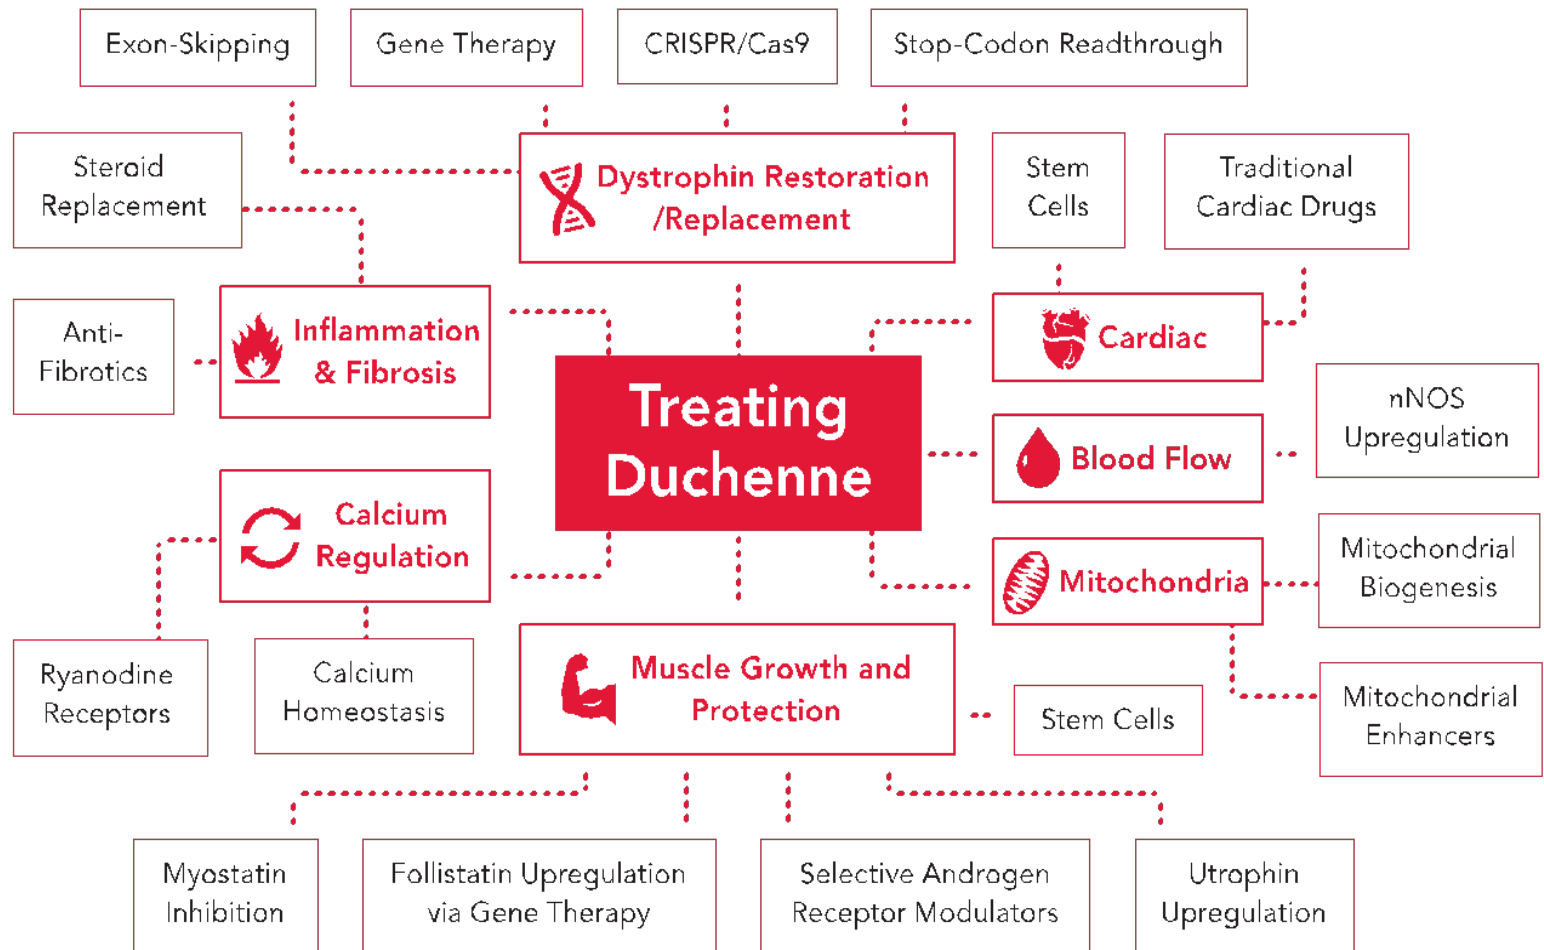 Exon-Skipping
Gene Therapy
CRISPR/Cas9
Stop-Codon Readthrough
Steroid
Replacement
Dystrophin Restoration
/Replacement
Stem
Cells
Traditional
Cardiac Drugs
Anti-
Fibrotics
Inflammation
& Fibrosis
Cardiac
Treating
Duchenne
Blood Flow
nNOS
Upregulation
Calcium
Regulation
Mitochondria
Mitochondrial
Biogenesis
Ryanodine
Receptors
Calcium
Homeostasis
Muscle Growth and
Protection
Stem Cells
Mitochondrial
Enhancers
Myostatin
Inhibition
Follistatin Upregulation
via Gene Therapy
Selective Androgen
Receptor Modulators
Utrophin
Upregulation